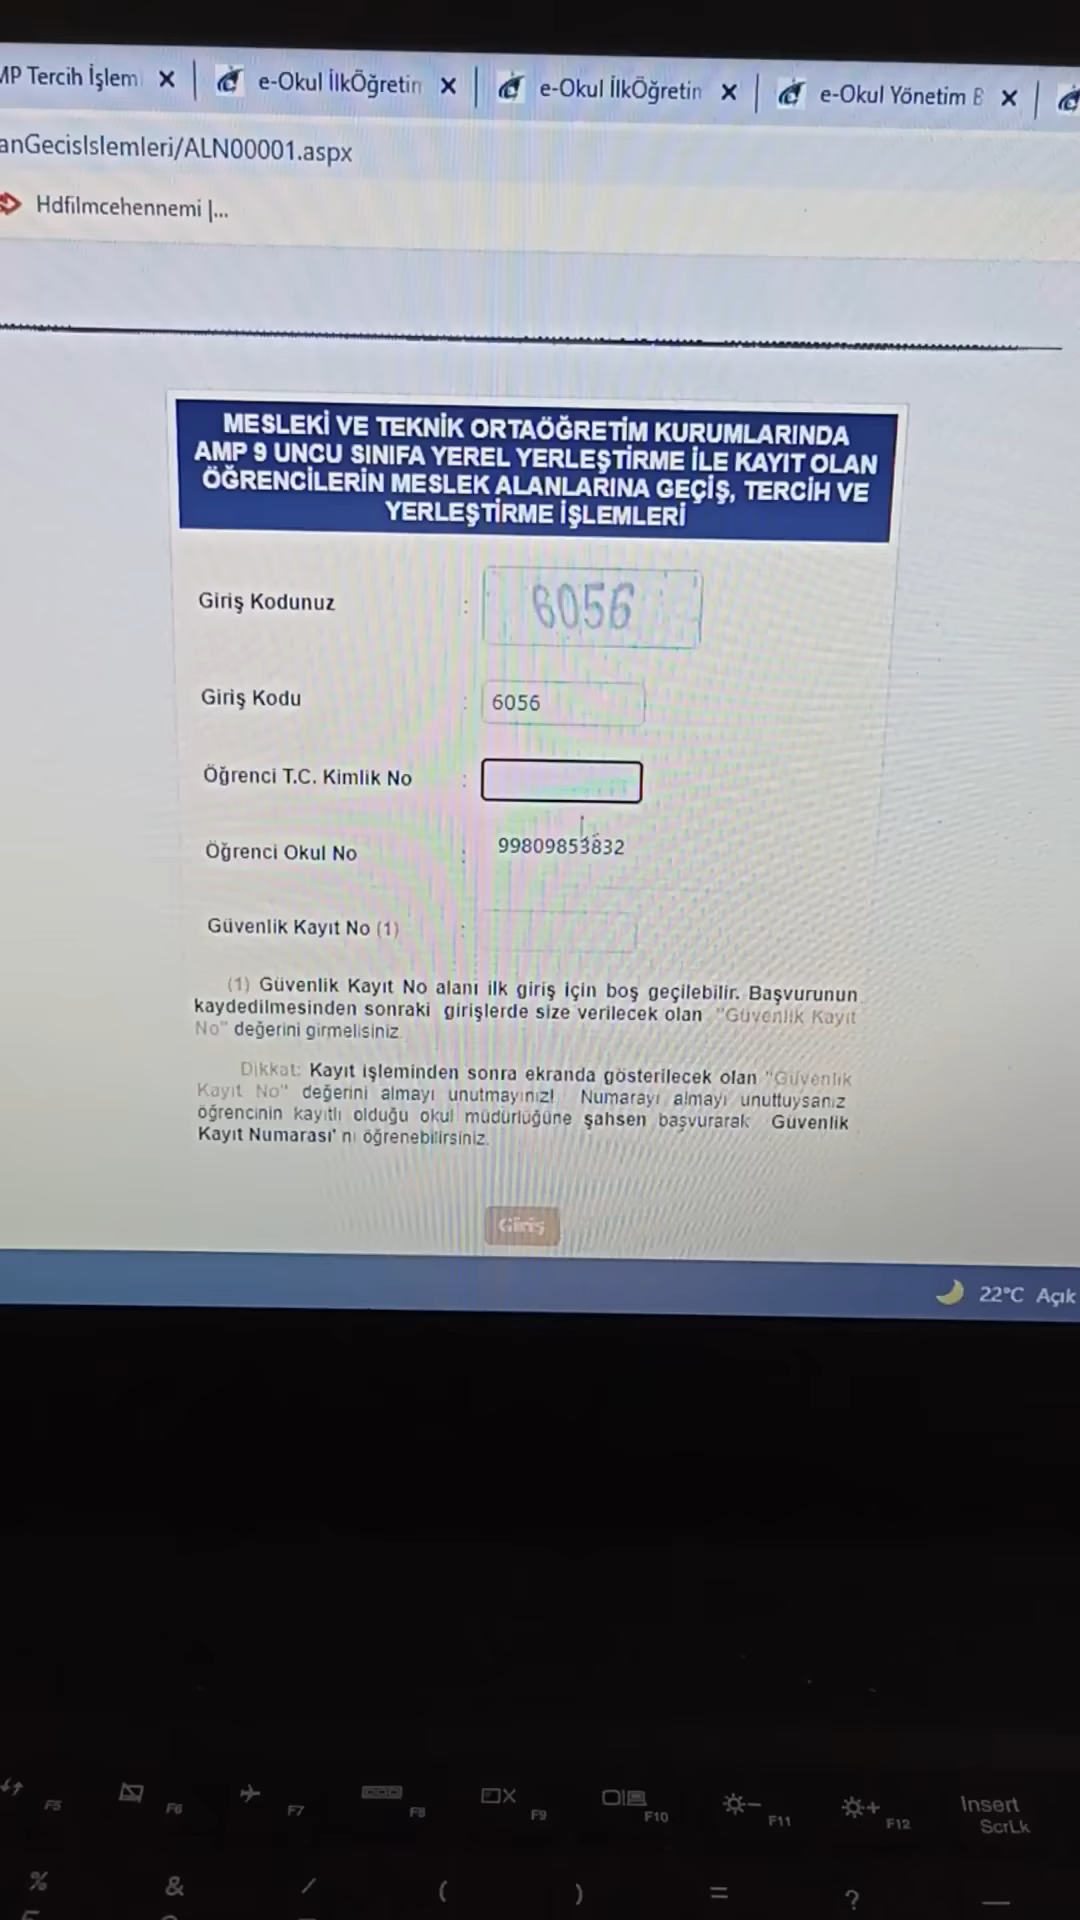 MP Tercih İşlem
e-Okul İlkÖğretin
e-Okul İlkÖğretin
e-Okul Yönetim B
anGecisIslemleri/ALN00001.aspx
Hdfilmcehennemi |...
MESLEKİ VE TEKNİK ORTAÖĞRETİM KURUMLARINDA
AMP 9 UNCU SINIFA YEREL YERLEŞTİRME İLE KAYIT OLAN
ÖĞRENCİLERİN MESLEK ALANLARINA GEÇİŞ, TERCİH VE
YERLEŞTİRME İŞLEMLERİ
Giriş Kodunuz : 6056
Giriş Kodu : 6056
Öğrenci T.C. Kimlik No :
99809853832
Öğrenci Okul No :
Güvenlik Kayıt No (1) :
(1) Güvenlik Kayıt No alanı ilk giriş için boş geçilebilir. Başvurunun
kaydedilmesinden sonraki girişlerde size verilecek olan "Güvenlik Kayıt
No" değerini girmelisiniz.
Dikkat: Kayıt işleminden sonra ekranda gösterilecek olan "Güvenlik
Kayıt No" değerini almayı unutmayınız! Numarayı almayı unuttuysanız
öğrencinin kayıtlı olduğu okul müdürlüğüne şahsen başvurarak Güvenlik
Kayıt Numarası' nı öğrenebilirsiniz.
Giriş
22°C Açık
F5 F6 F7 F8 F9 F10 F11 F12 Insert
ScrLk
% & / ( ) = ? _